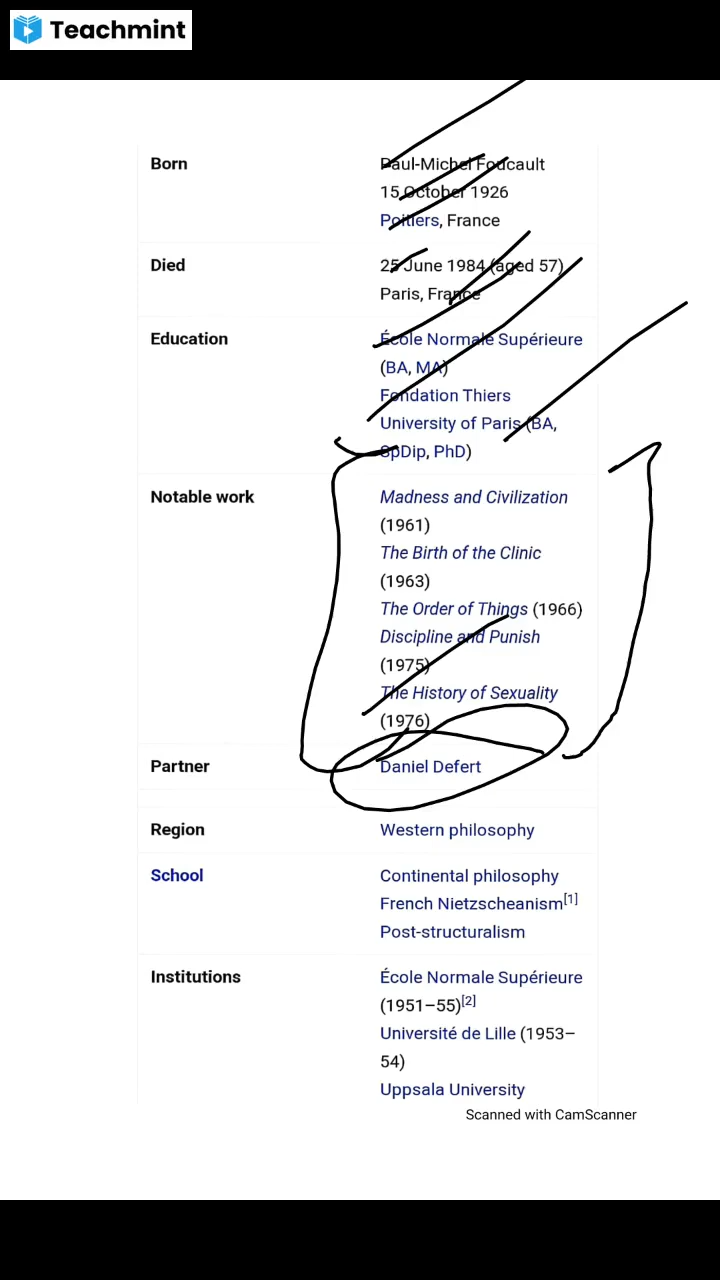 Teachmint
Born
Paul-Michel Foucault
15 October 1926
Poitiers, France
Died
25 June 1984 (aged 57)
Paris, France
Education
École Normale Supérieure
(BA, MA)
Fondation Thiers
University of Paris (BA,
SpDip, PhD)
Notable work
Madness and Civilization
(1961)
The Birth of the Clinic
(1963)
The Order of Things (1966)
Discipline and Punish
(1975)
The History of Sexuality
(1976)
Partner
Daniel Defert
Region
Western philosophy
School
Continental philosophy
French Nietzscheanism[1]
Post-structuralism
Institutions
École Normale Supérieure
(1951–55)[2]
Université de Lille (1953–
54)
Uppsala University
Scanned with CamScanner